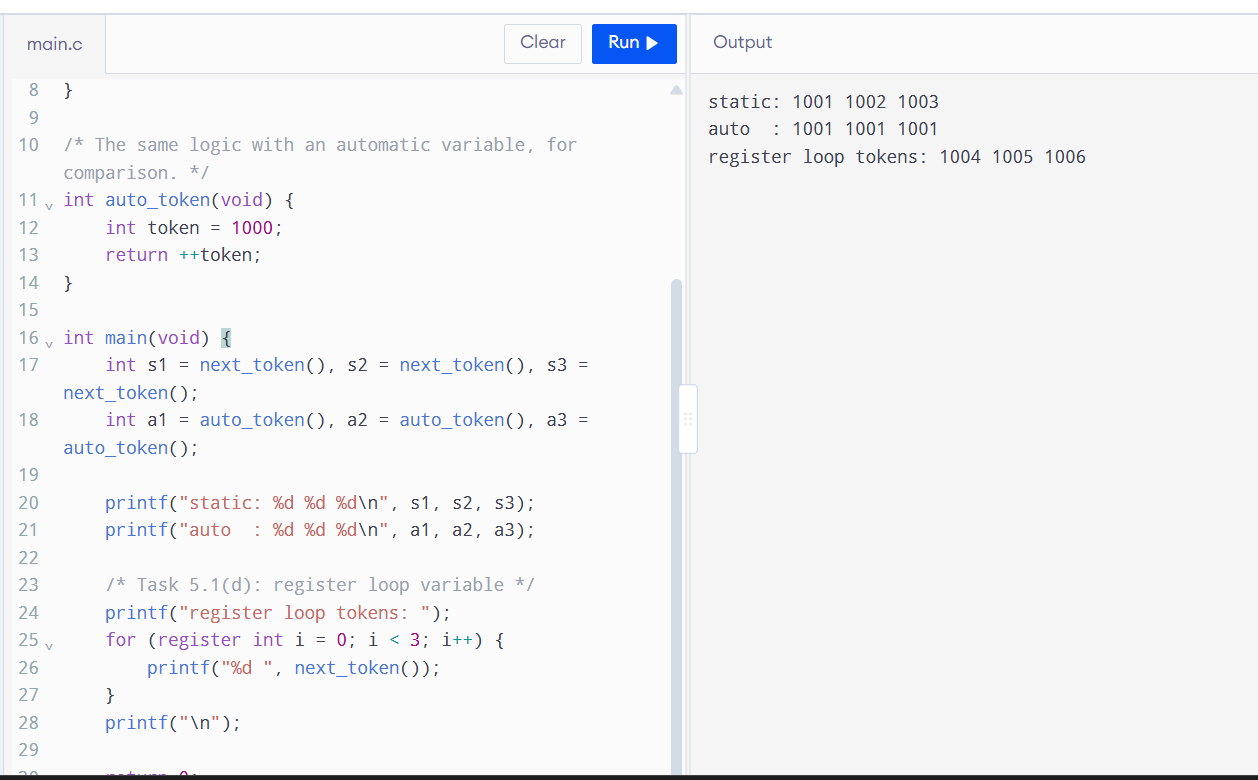 main.c
Clear
Run
Output
8 }
9
10 /* The same logic with an automatic variable, for
comparison. */
11 int auto_token(void) {
12     int token = 1000;
13     return ++token;
14 }
15
16 int main(void) {
17     int s1 = next_token(), s2 = next_token(), s3 =
next_token();
18     int a1 = auto_token(), a2 = auto_token(), a3 =
auto_token();
19
20     printf("static: %d %d %d\n", s1, s2, s3);
21     printf("auto  : %d %d %d\n", a1, a2, a3);
22
23     /* Task 5.1(d): register loop variable */
24     printf("register loop tokens: ");
25     for (register int i = 0; i < 3; i++) {
26         printf("%d ", next_token());
27     }
28     printf("\n");
29
30     return 0;
static: 1001 1002 1003
auto  : 1001 1001 1001
register loop tokens: 1004 1005 1006